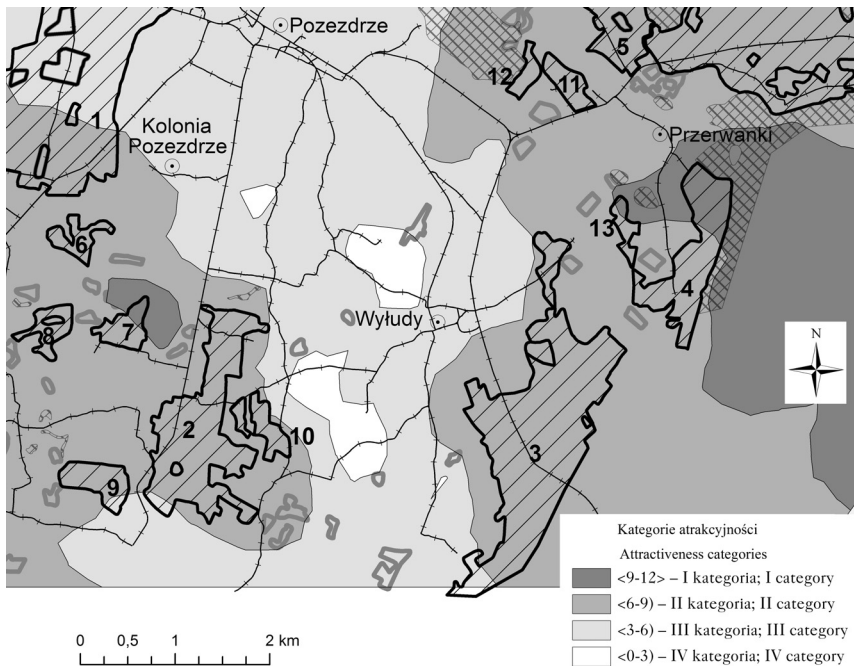 Pozezdrze
5
12
11
1
Kolonia
Pozezdrze
Przerwanki
6
13
4
8
7
Wyłudy
N
2
10
3
9
Kategorie atrakcyjności
Attractiveness categories
<9-12> – I kategoria; I category
<6-9) – II kategoria; II category
<3-6) – III kategoria; III category
<0-3) – IV kategoria; IV category
0 0,5 1 2 km